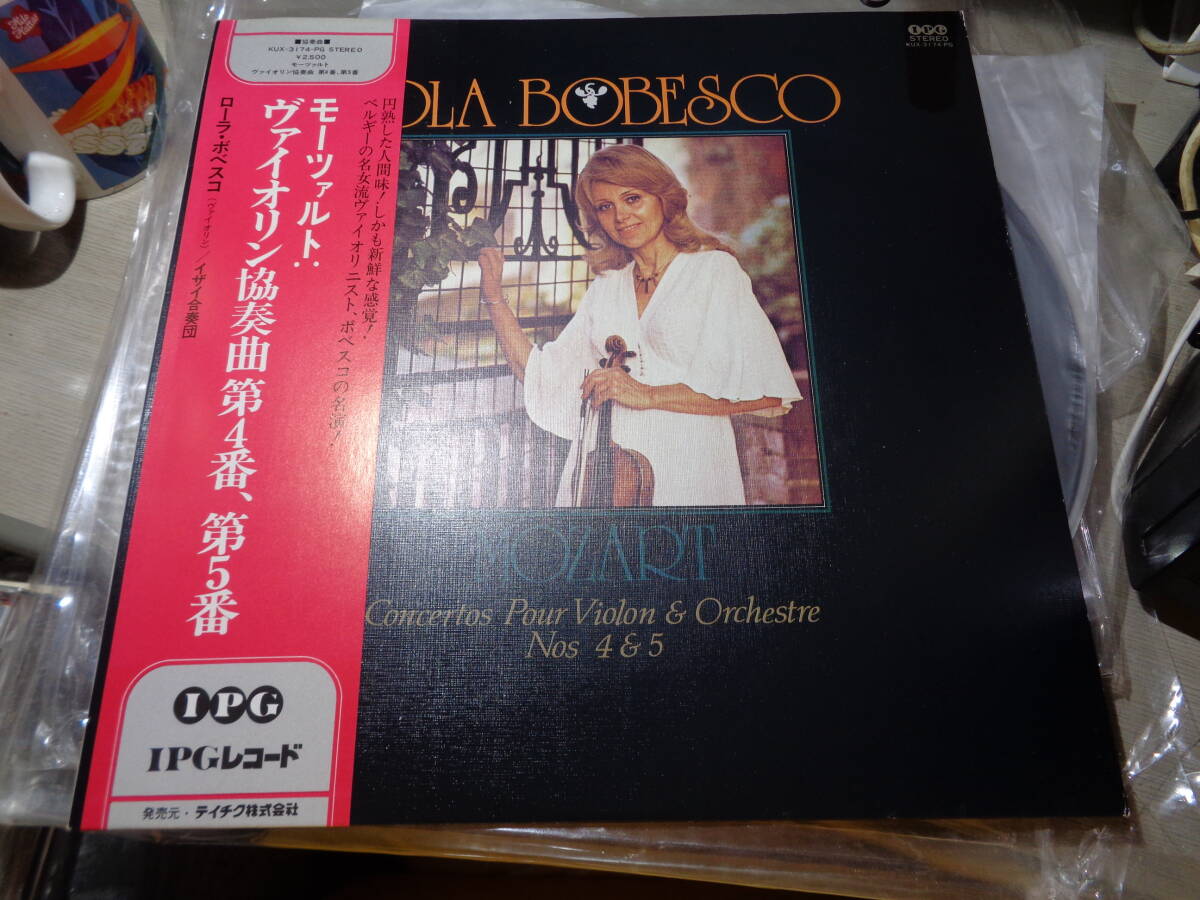 ■協奏曲■
KUX-3174-PG STEREO
¥2,500
モーツァルト
ヴァイオリン協奏曲 第4番、第5番
円熟した人間味!しかも新鮮な感覚!
ベルギーの名女流ヴァイオリニスト、ボベスコの名演!
モーツァルト:
ヴァイオリン協奏曲 第4番、第5番
ローラ・ボベスコ(ヴァイオリン)/イザイ合奏団
IPG
IPGレコード
発売元・テイチク株式会社
IPG
STEREO
KUX-3174-PG
OLA BOBESCO
MOZART
Concertos Pour Violon & Orchestre
Nos 4 & 5